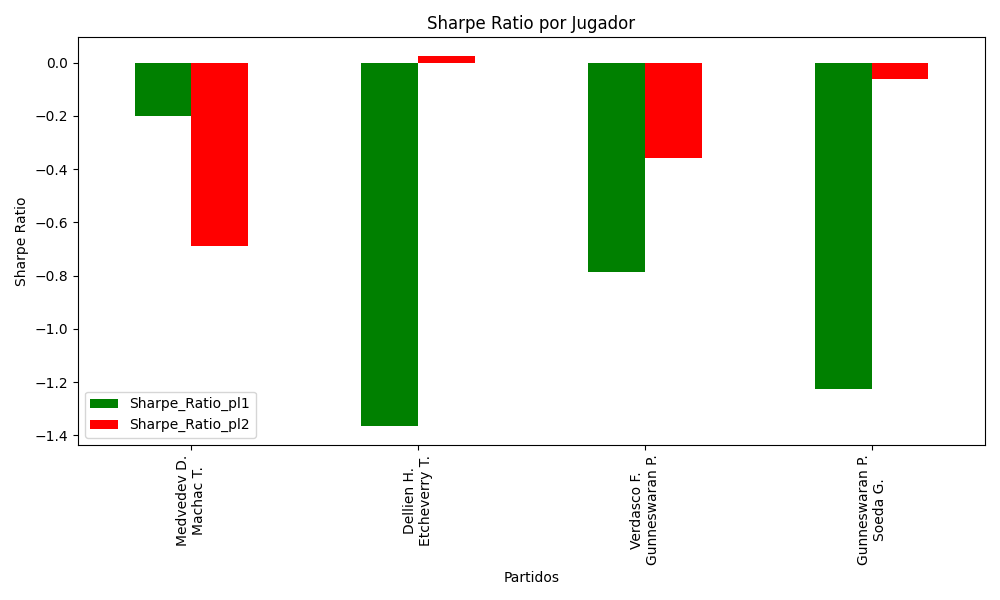 Sharpe Ratio por Jugador
Sharpe Ratio
0.0
−0.2
−0.4
−0.6
−0.8
−1.0
−1.2
−1.4
Sharpe_Ratio_pl1
Sharpe_Ratio_pl2
Medvedev D.
Machac T.
Dellien H.
Etcheverry T.
Verdasco F.
Gunneswaran P.
Gunneswaran P.
Soeda G.
Partidos